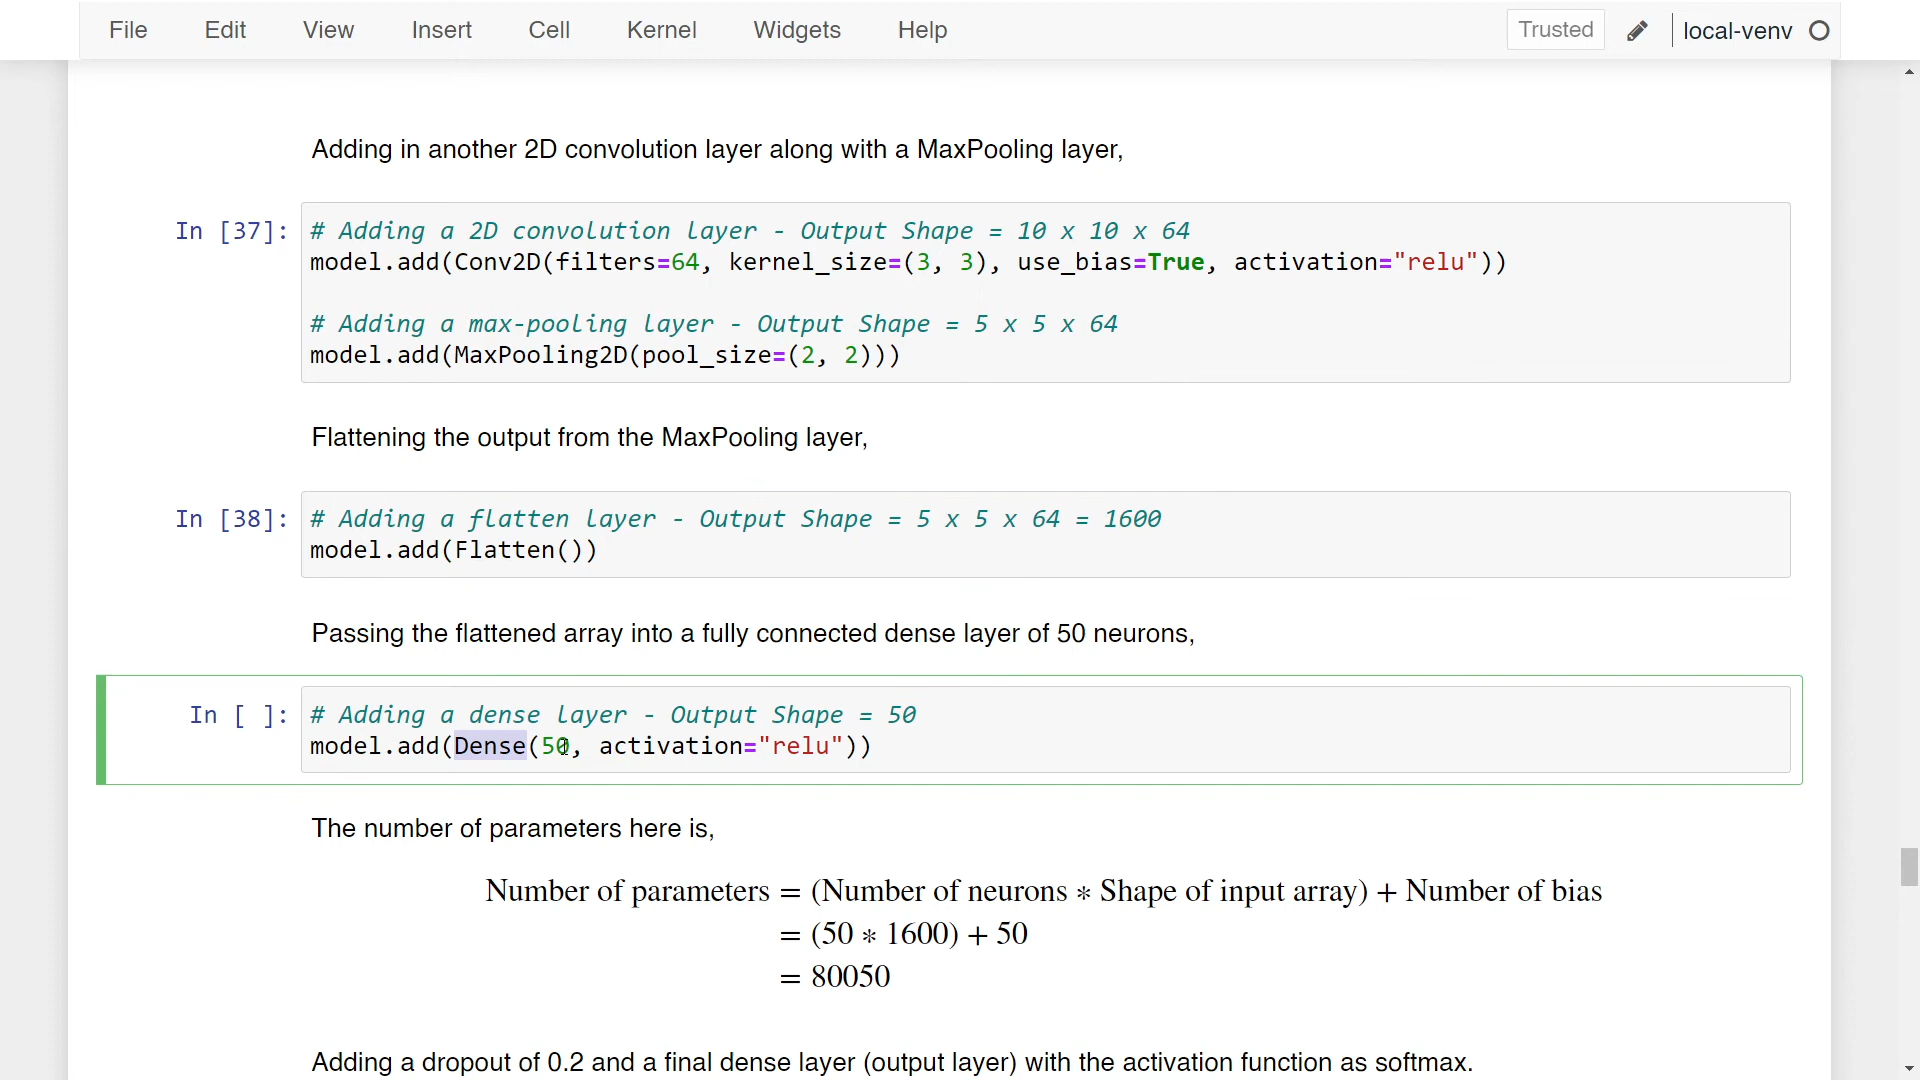 File Edit View Insert Cell Kernel Widgets Help Trusted local-venv
Adding in another 2D convolution layer along with a MaxPooling layer,
In [37]: # Adding a 2D convolution layer - Output Shape = 10 x 10 x 64
model.add(Conv2D(filters=64, kernel_size=(3, 3), use_bias=True, activation="relu"))
# Adding a max-pooling layer - Output Shape = 5 x 5 x 64
model.add(MaxPooling2D(pool_size=(2, 2)))
Flattening the output from the MaxPooling layer,
In [38]: # Adding a flatten layer - Output Shape = 5 x 5 x 64 = 1600
model.add(Flatten())
Passing the flattened array into a fully connected dense layer of 50 neurons,
In [ ]: # Adding a dense layer - Output Shape = 50
model.add(Dense(50, activation="relu"))
The number of parameters here is,
Number of parameters = (Number of neurons * Shape of input array) + Number of bias
= (50 * 1600) + 50
= 80050
Adding a dropout of 0.2 and a final dense layer (output layer) with the activation function as softmax.